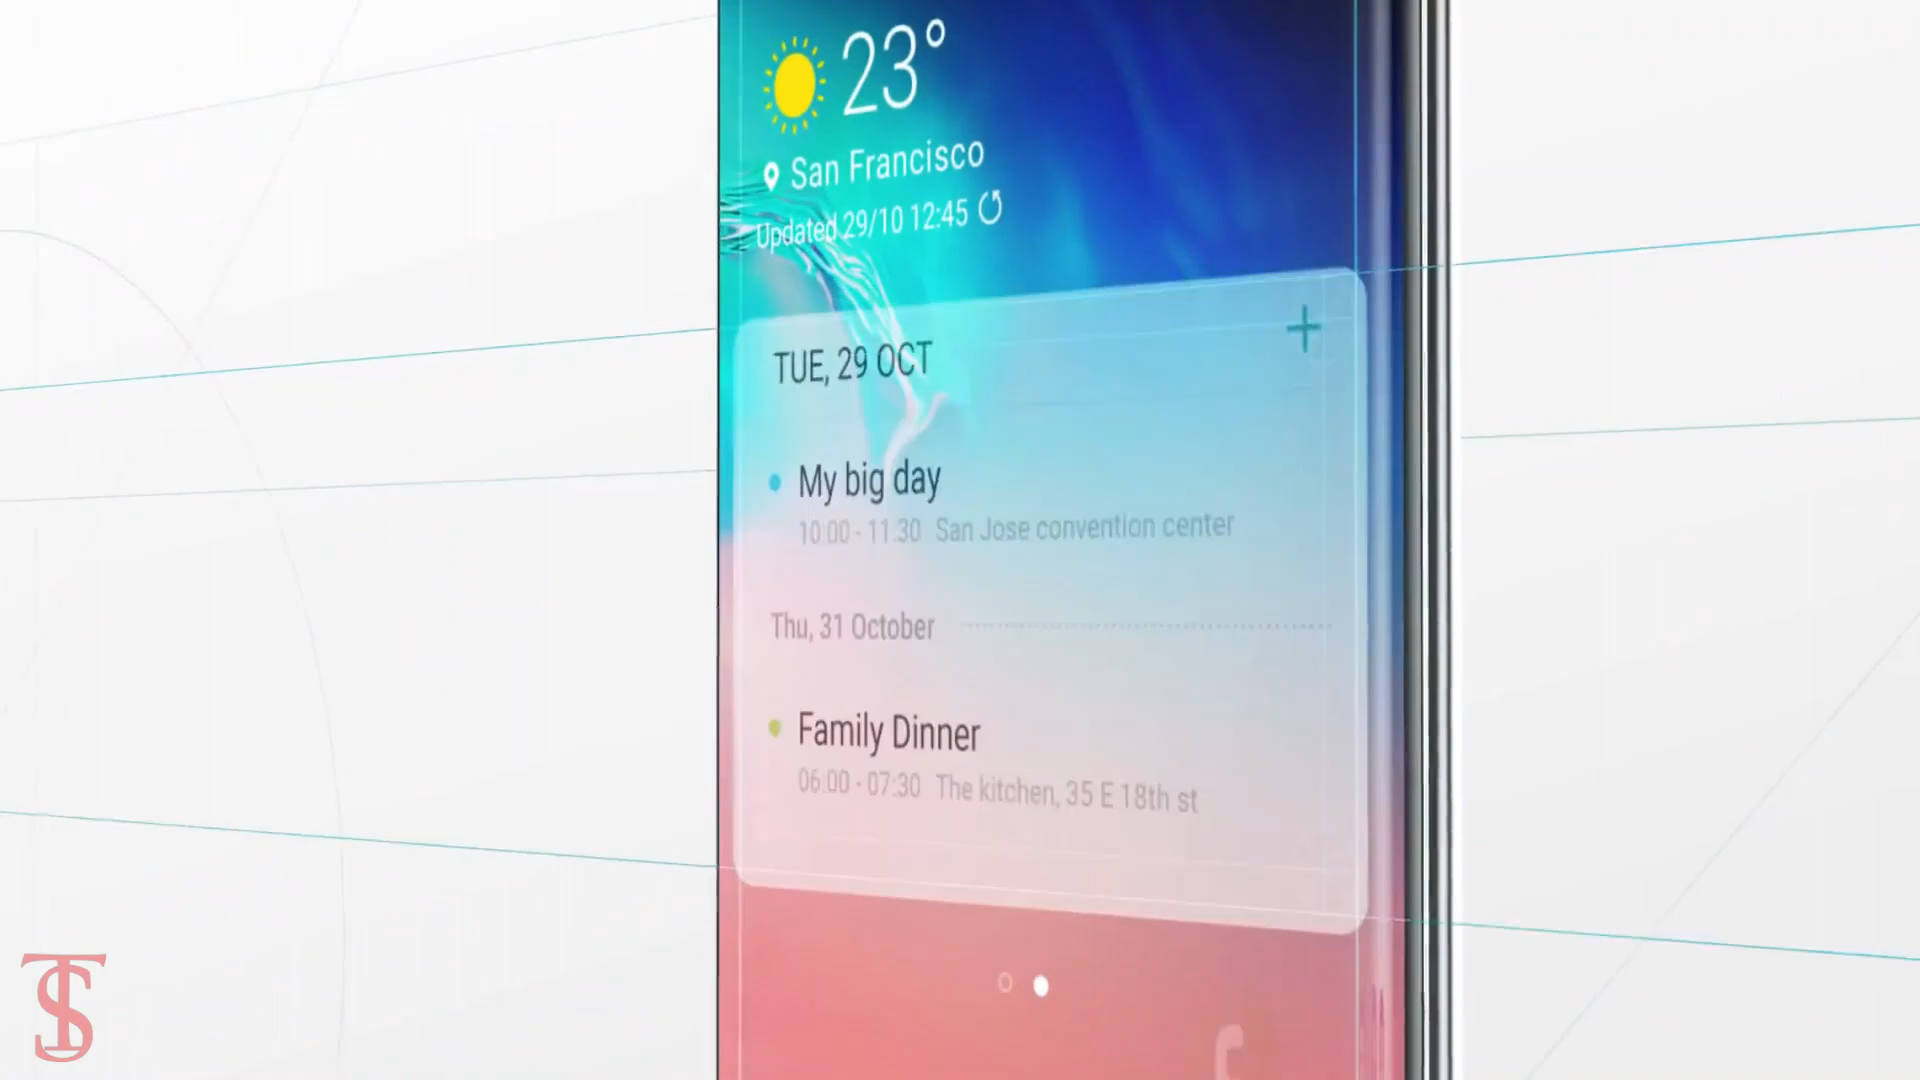 23°
San Francisco
Updated 29/10 12:45
TUE, 29 OCT
My big day
10:00 - 11:30 San Jose convention center
Thu, 31 October
Family Dinner
06:00 - 07:30 The kitchen, 35 E 18th st
TS